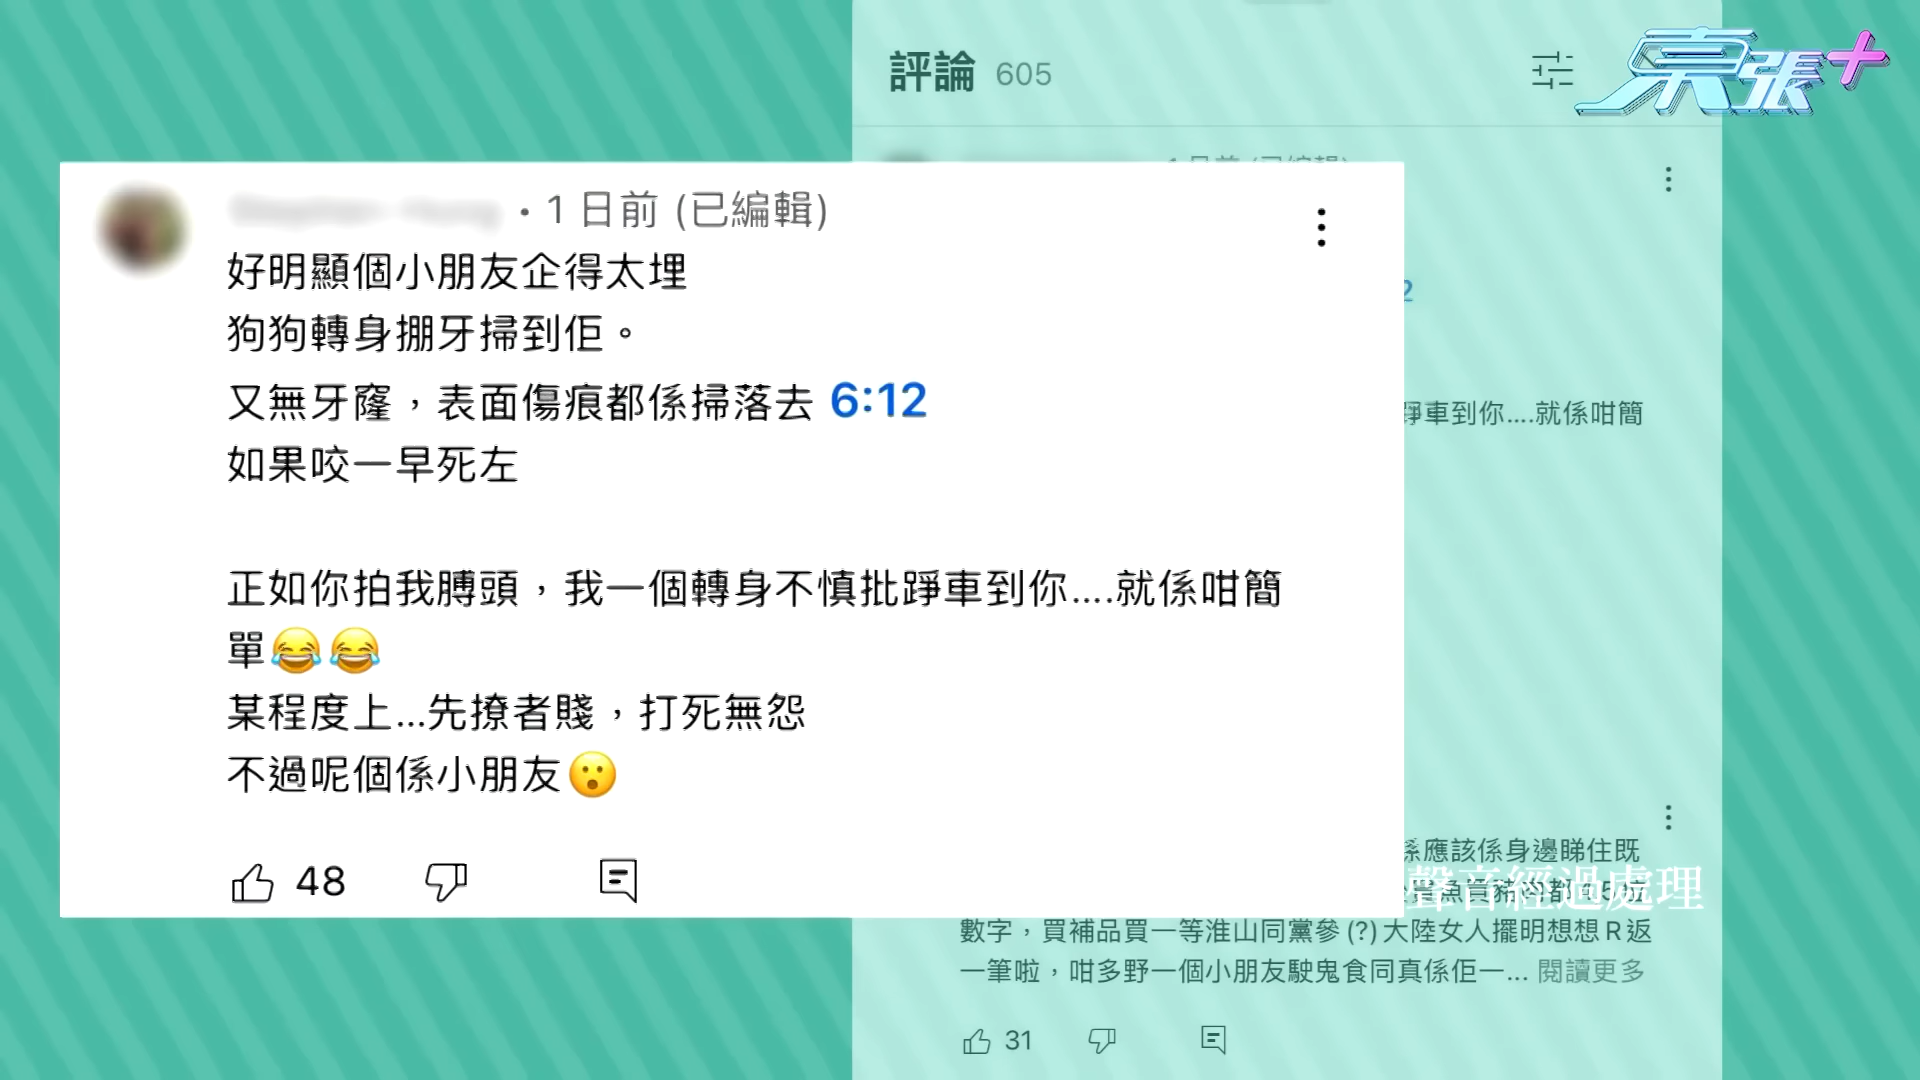 評論 605
東張+
1 日前 (已編輯)
好明顯個小朋友企得太埋
狗狗轉身掤牙掃到佢。
又無牙窿，表面傷痕都係掃落去 6:12
如果咬一早死左
正如你拍我膊頭，我一個轉身不慎批踭車到你....就係咁簡
單😂😂
某程度上...先撩者賤，打死無怨
不過呢個係小朋友😮
48
2
踭車到你....就係咁簡
係應該係身邊睇住既
聲音經過處理
數字，買補品買一等淮山同黨參 (?) 大陸女人擺明想想 R 返
一筆啦，咁多野一個小朋友駛鬼食同真係佢一... 閱讀更多
31